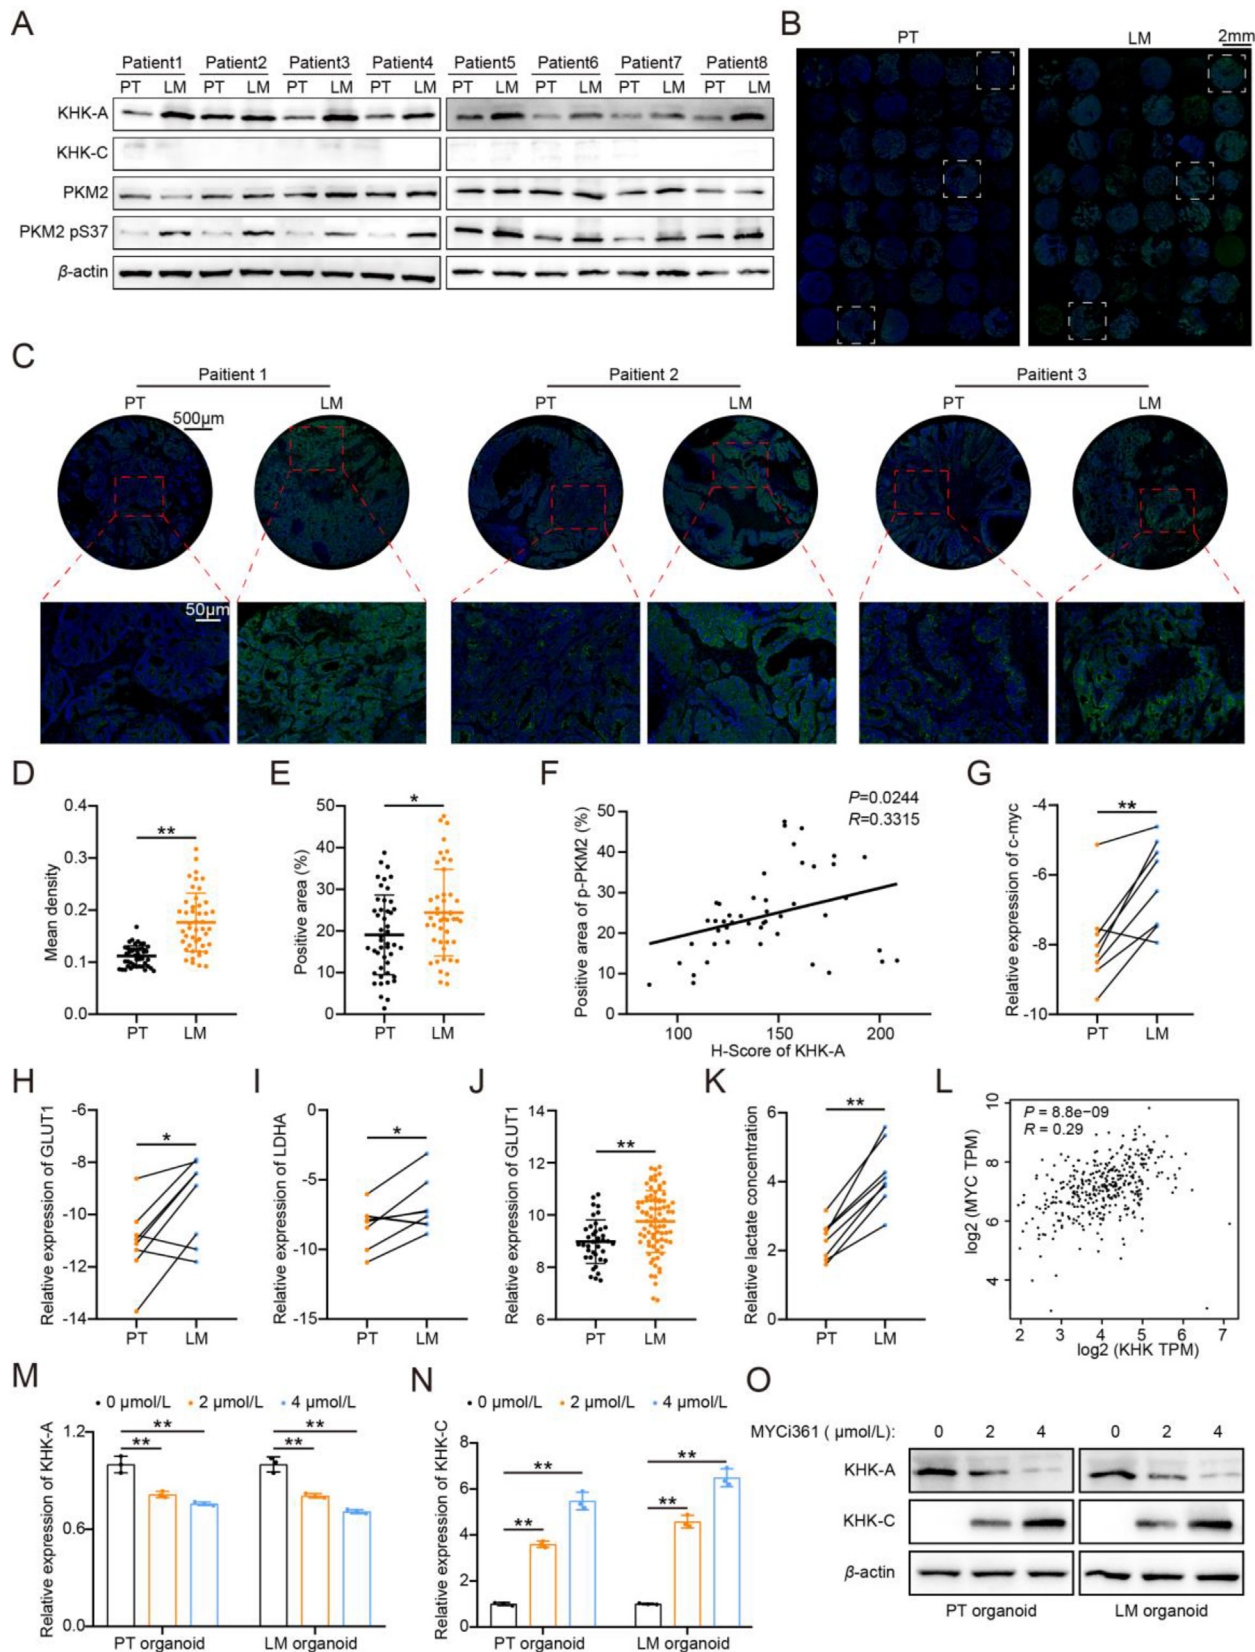 A
Patient1 Patient2 Patient3 Patient4 Patient5 Patient6 Patient7 Patient8
PT LM PT LM PT LM PT LM PT LM PT LM PT LM PT LM
KHK-A
KHK-C
PKM2
PKM2 pS37
β-actin
B
PT LM 2mm
C
Paitient 1 Paitient 2 Paitient 3
PT LM PT LM PT LM
500μm
50μm
D
Mean density
0.4
0.3
0.2
0.1
0.0
**
PT LM
E
Positive area (%)
50
40
30
20
10
0
*
PT LM
F
Positive area of p-PKM2 (%)
50
40
30
20
10
0
P=0.0244
R=0.3315
100 150 200
H-Score of KHK-A
G
Relative expression of c-myc
-4
-6
-8
-10
**
PT LM
H
Relative expression of GLUT1
-6
-8
-10
-12
-14
*
PT LM
I
Relative expression of LDHA
0
-5
-10
-15
*
PT LM
J
Relative expression of GLUT1
14
12
10
8
6
**
PT LM
K
Relative lactate concentration
6
4
2
0
**
PT LM
L
log2 (MYC TPM)
10
8
6
4
P = 8.8e−09
R = 0.29
2 3 4 5 6 7
log2 (KHK TPM)
M
0 μmol/L 2 μmol/L 4 μmol/L
Relative expression of KHK-A
1.2
0.6
0.0
**
**
**
**
PT organoid LM organoid
N
0 μmol/L 2 μmol/L 4 μmol/L
Relative expression of KHK-C
8
6
4
2
0
**
**
**
**
PT organoid LM organoid
O
MYCi361 ( μmol/L): 0 2 4 0 2 4
KHK-A
KHK-C
β-actin
PT organoid LM organoid